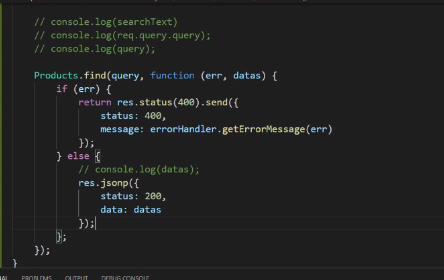 // console.log(searchText)
// console.log(req.query.query);
// console.log(query);
Products.find(query, function (err, datas) {
if (err) {
return res.status(400).send({
status: 400,
message: errorHandler.getErrorMessage(err)
});
} else {
// console.log(datas);
res.jsonp({
status: 200,
data: datas
});
};
});
}
PROBLEMS OUTPUT DEBUG CONSOLE